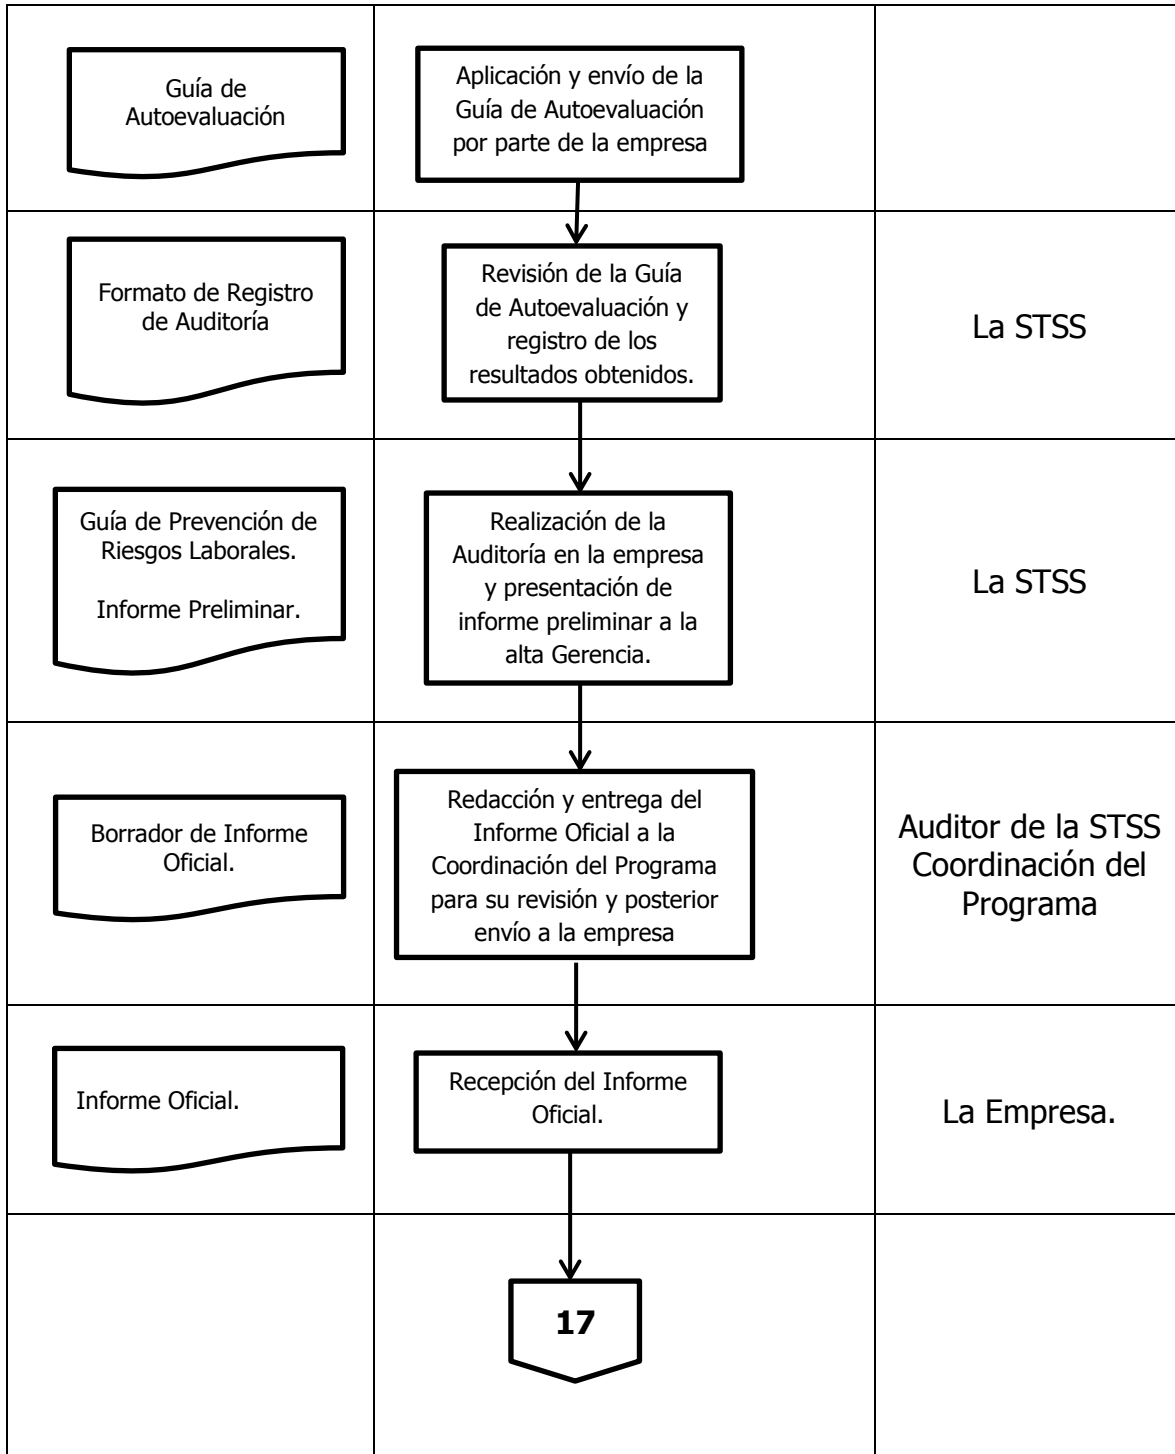 Guía de
Autoevaluación
Aplicación y envío de la
Guía de Autoevaluación
por parte de la empresa
Formato de Registro
de Auditoría
Revisión de la Guía
de Autoevaluación y
registro de los
resultados obtenidos.
La STSS
Guía de Prevención de
Riesgos Laborales.
Informe Preliminar.
Realización de la
Auditoría en la empresa
y presentación de
informe preliminar a la
alta Gerencia.
La STSS
Borrador de Informe
Oficial.
Redacción y entrega del
Informe Oficial a la
Coordinación del Programa
para su revisión y posterior
envío a la empresa
Auditor de la STSS
Coordinación del
Programa
Informe Oficial.
Recepción del Informe
Oficial.
La Empresa.
17